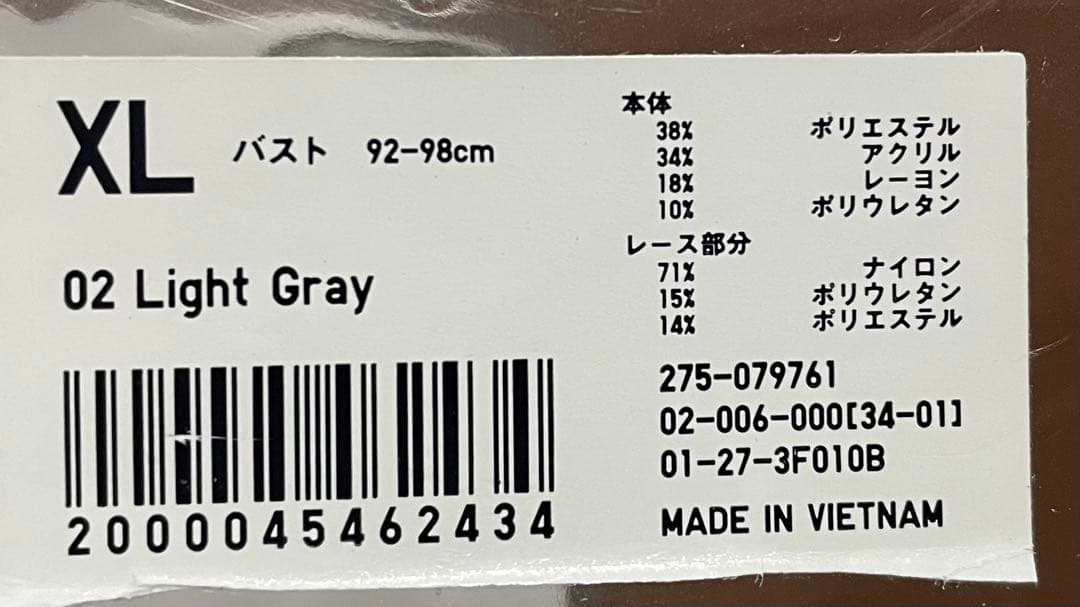 XL バスト 92-98cm
02 Light Gray
2000045462434
本体
38% ポリエステル
34% アクリル
18% レーヨン
10% ポリウレタン
レース部分
71% ナイロン
15% ポリウレタン
14% ポリエステル
275-079761
02-006-000[34-01]
01-27-3F010B
MADE IN VIETNAM